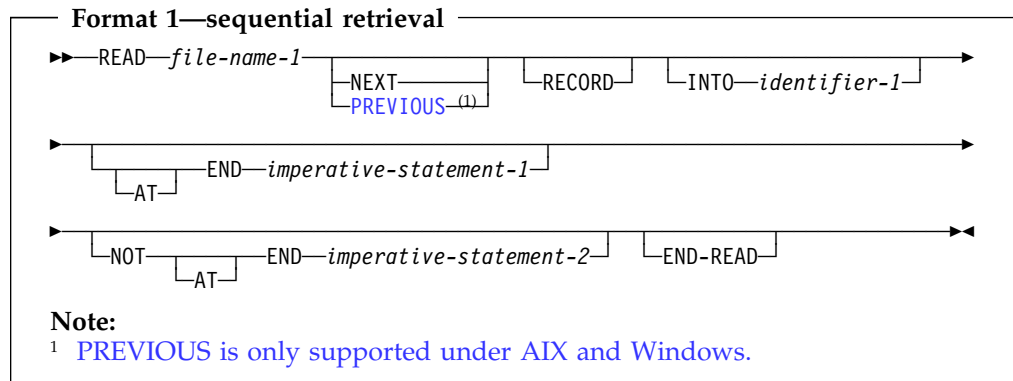 Format 1—sequential retrieval
READ file-name-1 NEXT PREVIOUS (1) RECORD INTO identifier-1
AT END imperative-statement-1
NOT AT END imperative-statement-2 END-READ
Note:
1 PREVIOUS is only supported under AIX and Windows.